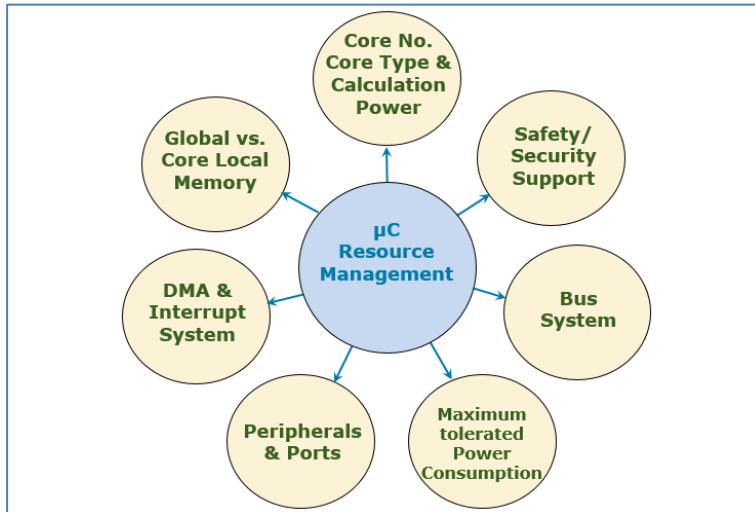 Core No.
Core Type &
Calculation
Power
Global vs.
Core Local
Memory
Safety/
Security
Support
µC
Resource
Management
DMA &
Interrupt
System
Bus
System
Peripherals
& Ports
Maximum
tolerated
Power
Consumption